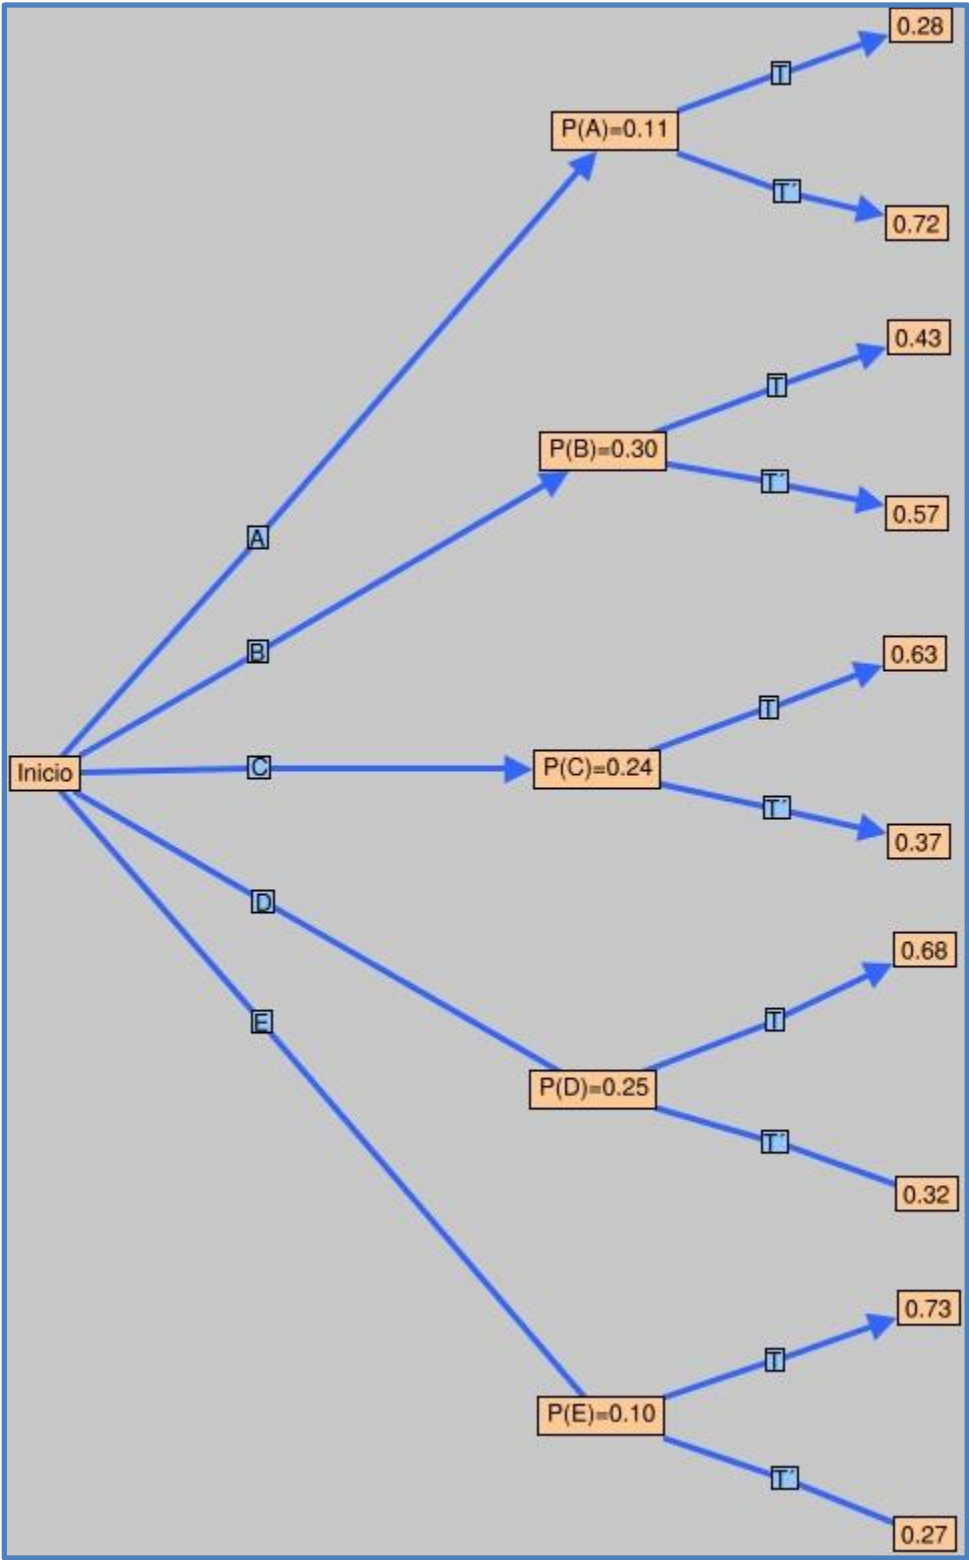 0.28
T
P(A)=0.11
T´
0.72
0.43
T
P(B)=0.30
T´
0.57
A
B
0.63
T
Inicio
C
P(C)=0.24
T´
0.37
D
0.68
E
T
P(D)=0.25
T´
0.32
0.73
T
P(E)=0.10
T´
0.27